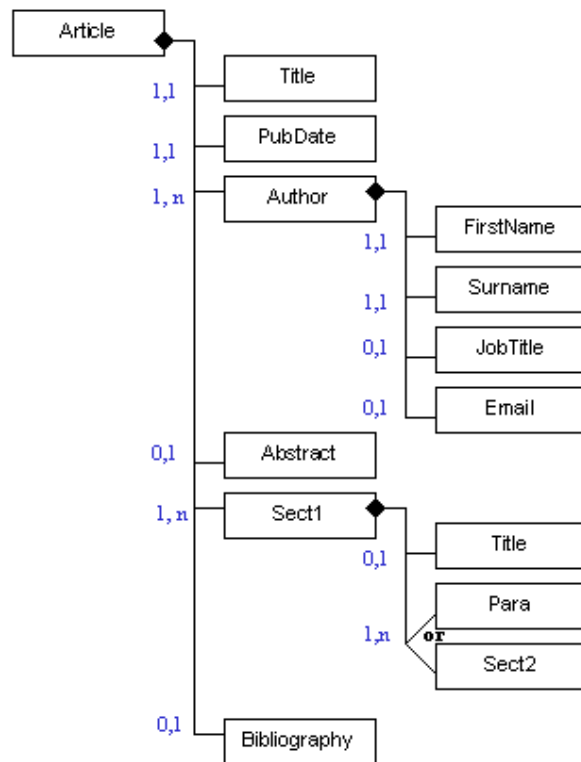 Article
1,1
Title
1,1
PubDate
1, n
Author
1,1
FirstName
1,1
Surname
0,1
JobTitle
0,1
Email
0,1
Abstract
1, n
Sect1
0,1
Title
1,n
or
Para
Sect2
0,1
Bibliography